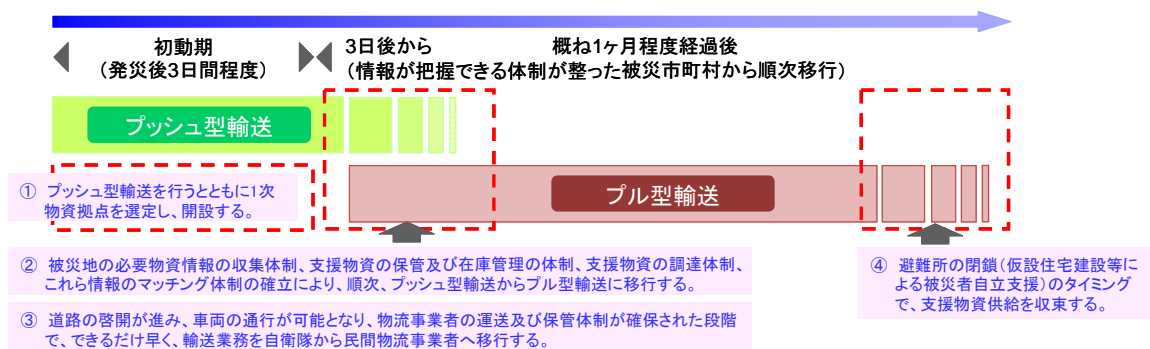 初動期
(発災後3日間程度)
3日後から 概ね1ヶ月程度経過後
(情報が把握できる体制が整った被災市町村から順次移行)
プッシュ型輸送
プル型輸送
① プッシュ型輸送を行うとともに1次
物資拠点を選定し、開設する。
② 被災地の必要物資情報の収集体制、支援物資の保管及び在庫管理の体制、支援物資の調達体制、
これら情報のマッチング体制の確立により、順次、プッシュ型輸送からプル型輸送に移行する。
③ 道路の啓開が進み、車両の通行が可能となり、物流事業者の運送及び保管体制が確保された段階
で、できるだけ早く、輸送業務を自衛隊から民間物流事業者へ移行する。
④ 避難所の閉鎖(仮設住宅建設等に
よる被災者自立支援)のタイミング
で、支援物資供給を収束する。